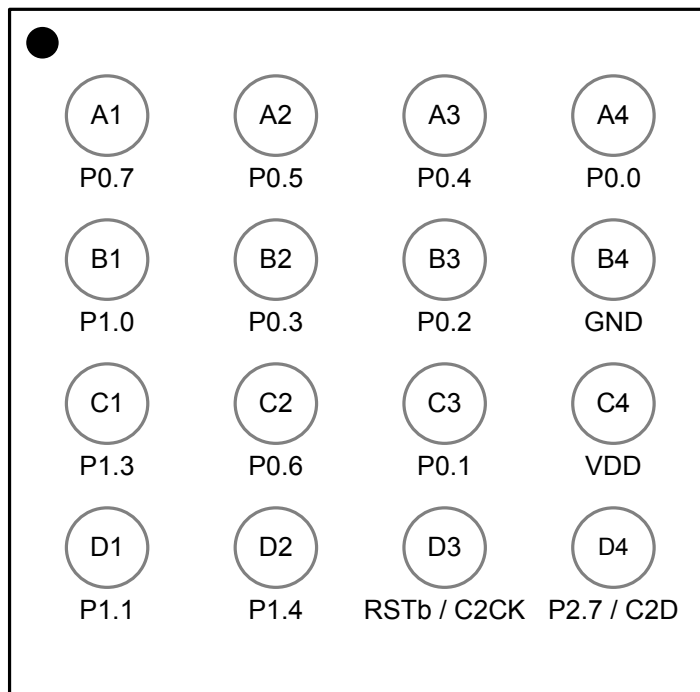 A1 A2 A3 A4
P0.7 P0.5 P0.4 P0.0
B1 B2 B3 B4
P1.0 P0.3 P0.2 GND
C1 C2 C3 C4
P1.3 P0.6 P0.1 VDD
D1 D2 D3 D4
P1.1 P1.4 RSTb / C2CK P2.7 / C2D